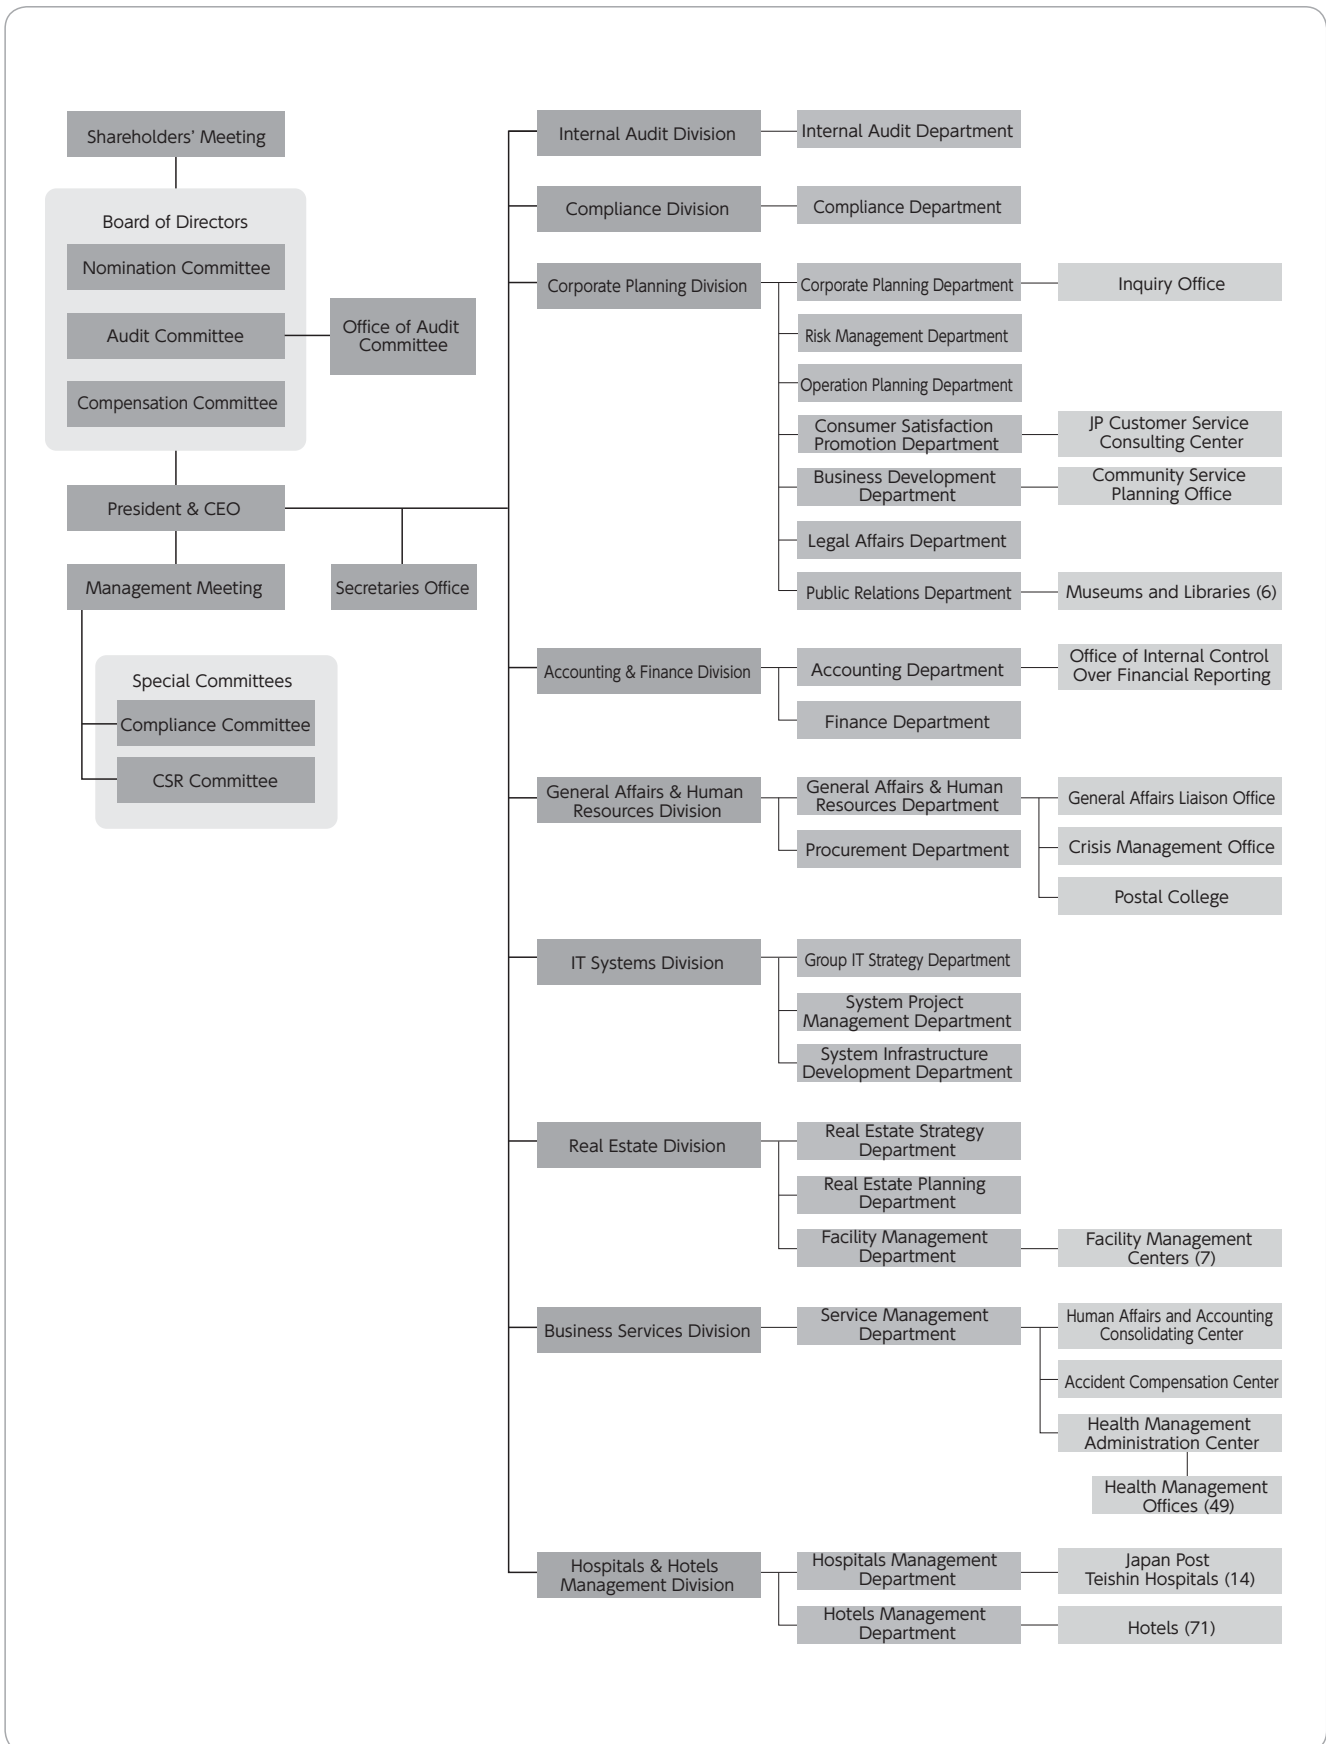 Shareholders' Meeting
Board of Directors
Nomination Committee
Audit Committee
Compensation Committee
Office of Audit
Committee
President & CEO
Management Meeting
Secretaries Office
Special Committees
Compliance Committee
CSR Committee
Internal Audit Division
Internal Audit Department
Compliance Division
Compliance Department
Corporate Planning Division
Corporate Planning Department
Inquiry Office
Risk Management Department
Operation Planning Department
Consumer Satisfaction
Promotion Department
JP Customer Service
Consulting Center
Business Development
Department
Community Service
Planning Office
Legal Affairs Department
Public Relations Department
Museums and Libraries (6)
Accounting & Finance Division
Accounting Department
Office of Internal Control
Over Financial Reporting
Finance Department
General Affairs & Human
Resources Division
General Affairs & Human
Resources Department
General Affairs Liaison Office
Procurement Department
Crisis Management Office
Postal College
IT Systems Division
Group IT Strategy Department
System Project
Management Department
System Infrastructure
Development Department
Real Estate Division
Real Estate Strategy
Department
Real Estate Planning
Department
Facility Management
Department
Facility Management
Centers (7)
Business Services Division
Service Management
Department
Human Affairs and Accounting
Consolidating Center
Accident Compensation Center
Health Management
Administration Center
Health Management
Offices (49)
Hospitals & Hotels
Management Division
Hospitals Management
Department
Japan Post
Teishin Hospitals (14)
Hotels Management
Department
Hotels (71)